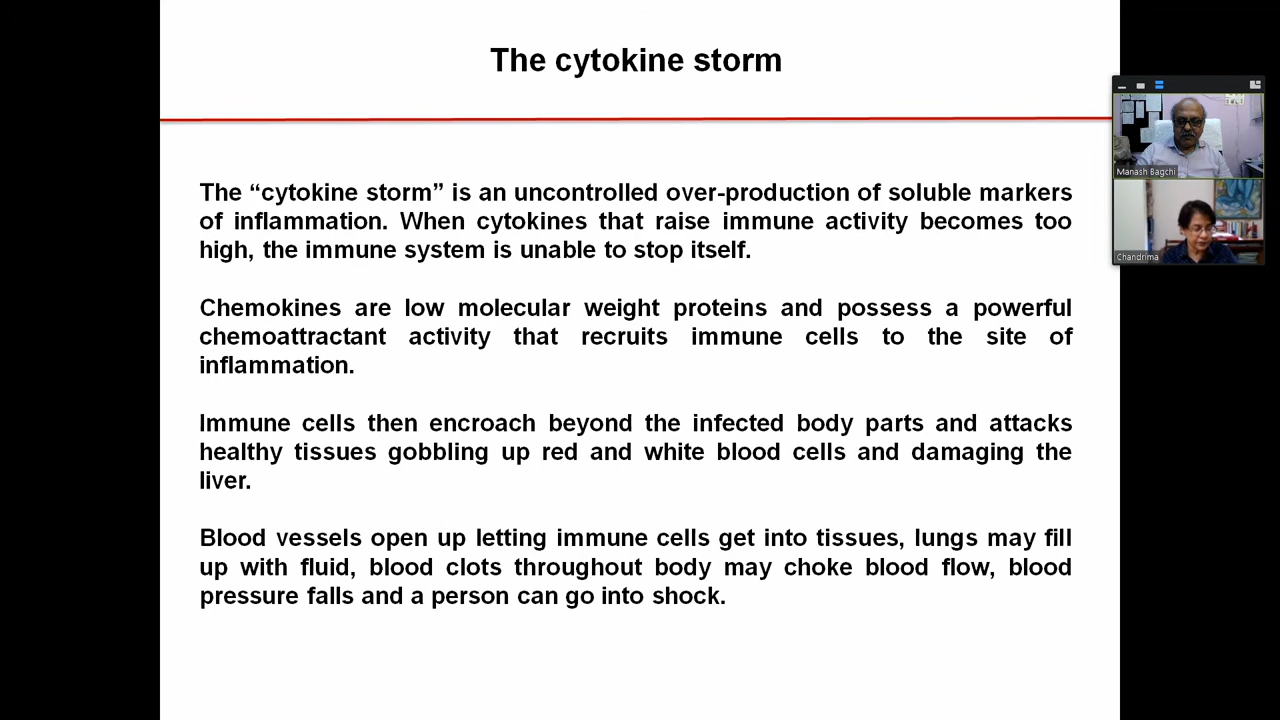 The cytokine storm
The “cytokine storm” is an uncontrolled over-production of soluble markers
of inflammation. When cytokines that raise immune activity becomes too
high, the immune system is unable to stop itself.
Chemokines are low molecular weight proteins and possess a powerful
chemoattractant activity that recruits immune cells to the site of
inflammation.
Immune cells then encroach beyond the infected body parts and attacks
healthy tissues gobbling up red and white blood cells and damaging the
liver.
Blood vessels open up letting immune cells get into tissues, lungs may fill
up with fluid, blood clots throughout body may choke blood flow, blood
pressure falls and a person can go into shock.
Manash Bagchi
Chandrima